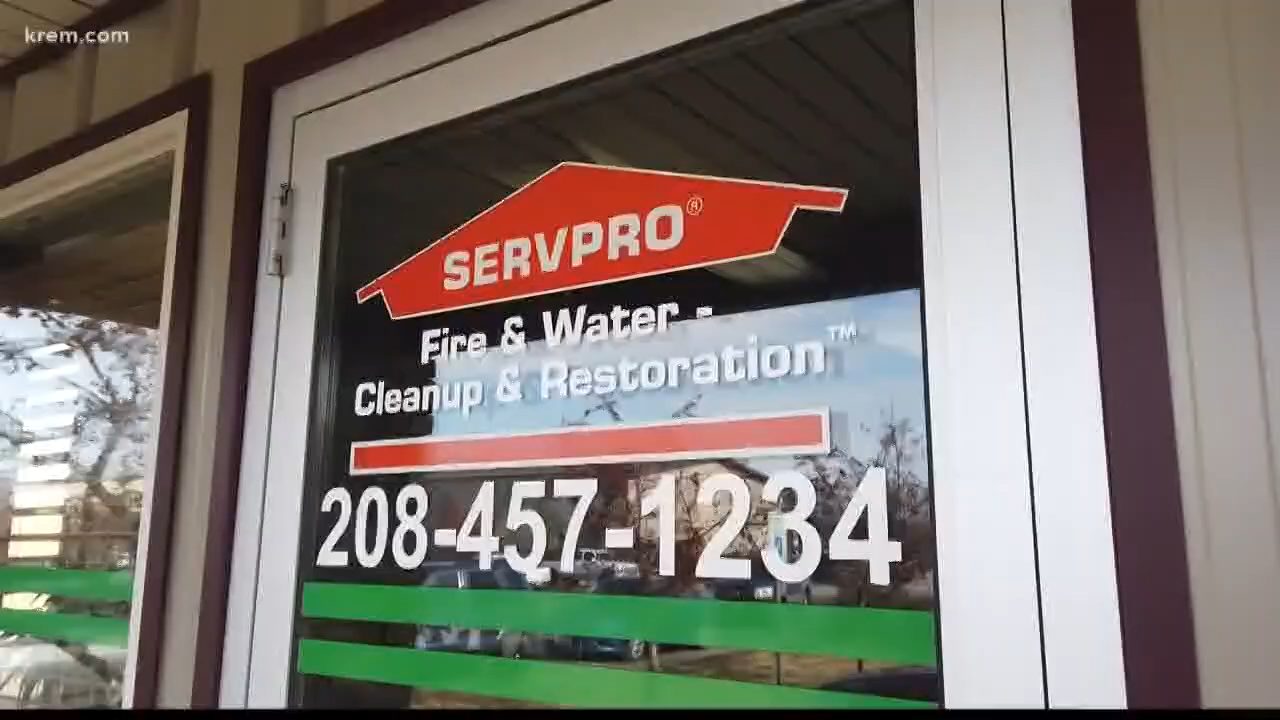 krem.com
SERVPRO®
Fire & Water -
Cleanup & Restoration™
208-457-1234